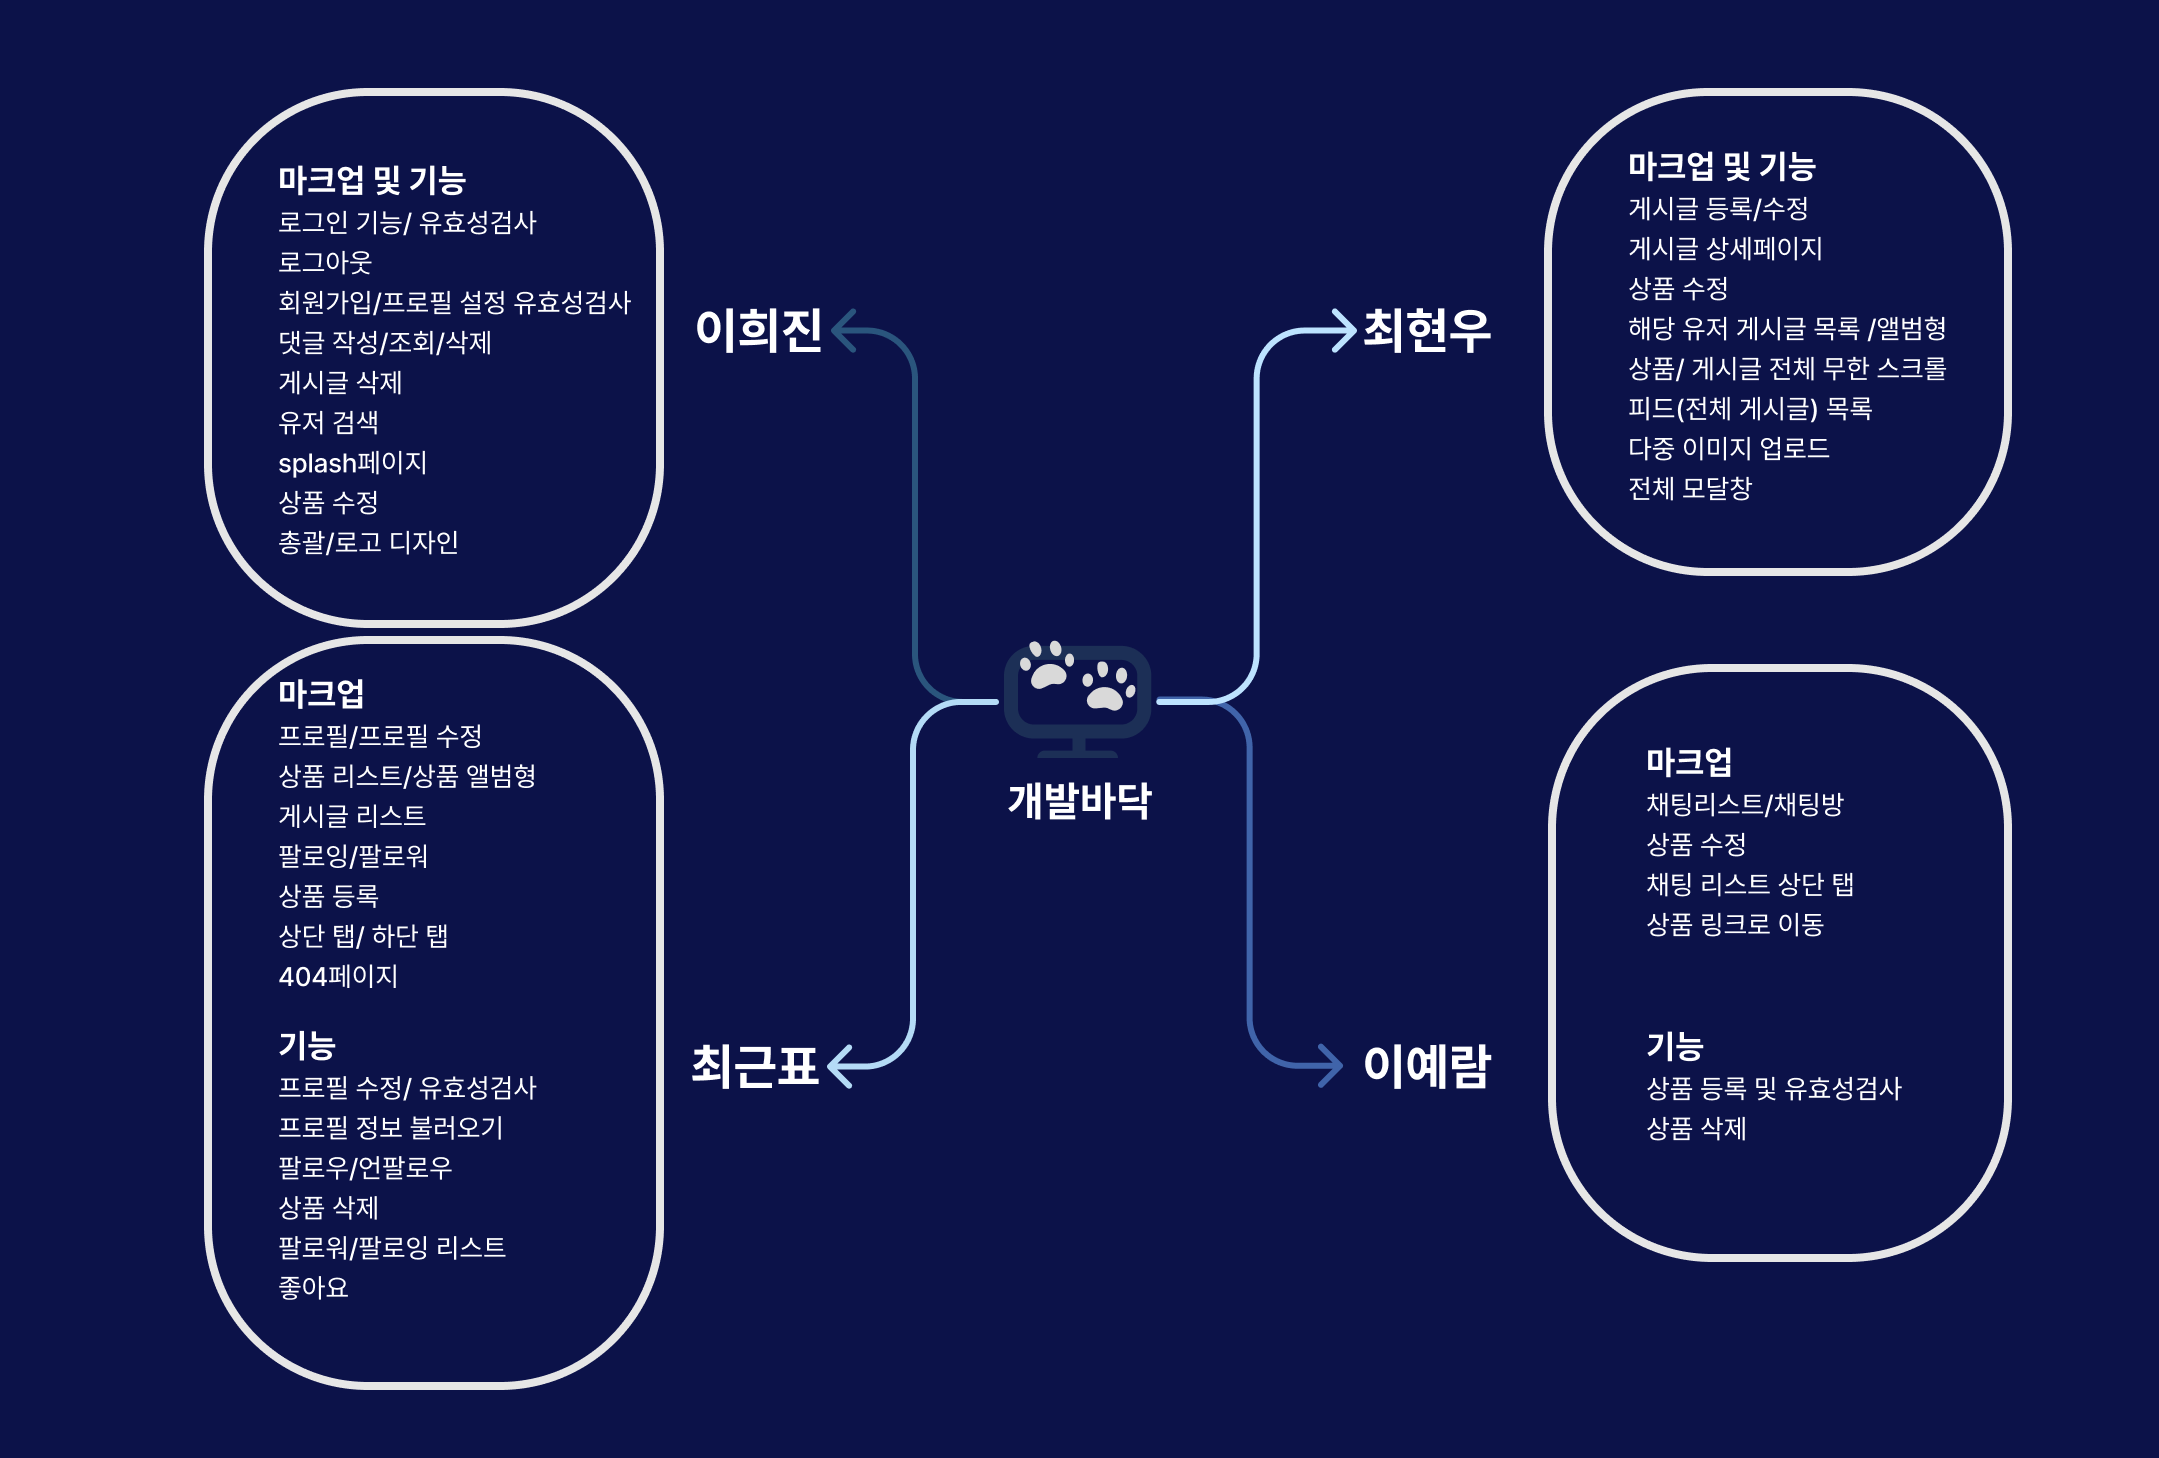 마크업 및 기능
로그인 기능/ 유효성검사
로그아웃
회원가입/프로필 설정 유효성검사
댓글 작성/조회/삭제
게시글 삭제
유저 검색
splash페이지
상품 수정
총괄/로고 디자인
이희진
최현우
마크업 및 기능
게시글 등록/수정
게시글 상세페이지
상품 수정
해당 유저 게시글 목록 /앨범형
상품/ 게시글 전체 무한 스크롤
피드(전체 게시글) 목록
다중 이미지 업로드
전체 모달창
개발바닥
마크업
프로필/프로필 수정
상품 리스트/상품 앨범형
게시글 리스트
팔로잉/팔로워
상품 등록
상단 탭/ 하단 탭
404페이지
기능
프로필 수정/ 유효성검사
프로필 정보 불러오기
팔로우/언팔로우
상품 삭제
팔로워/팔로잉 리스트
좋아요
최근표
이예람
마크업
채팅리스트/채팅방
상품 수정
채팅 리스트 상단 탭
상품 링크로 이동
기능
상품 등록 및 유효성검사
상품 삭제